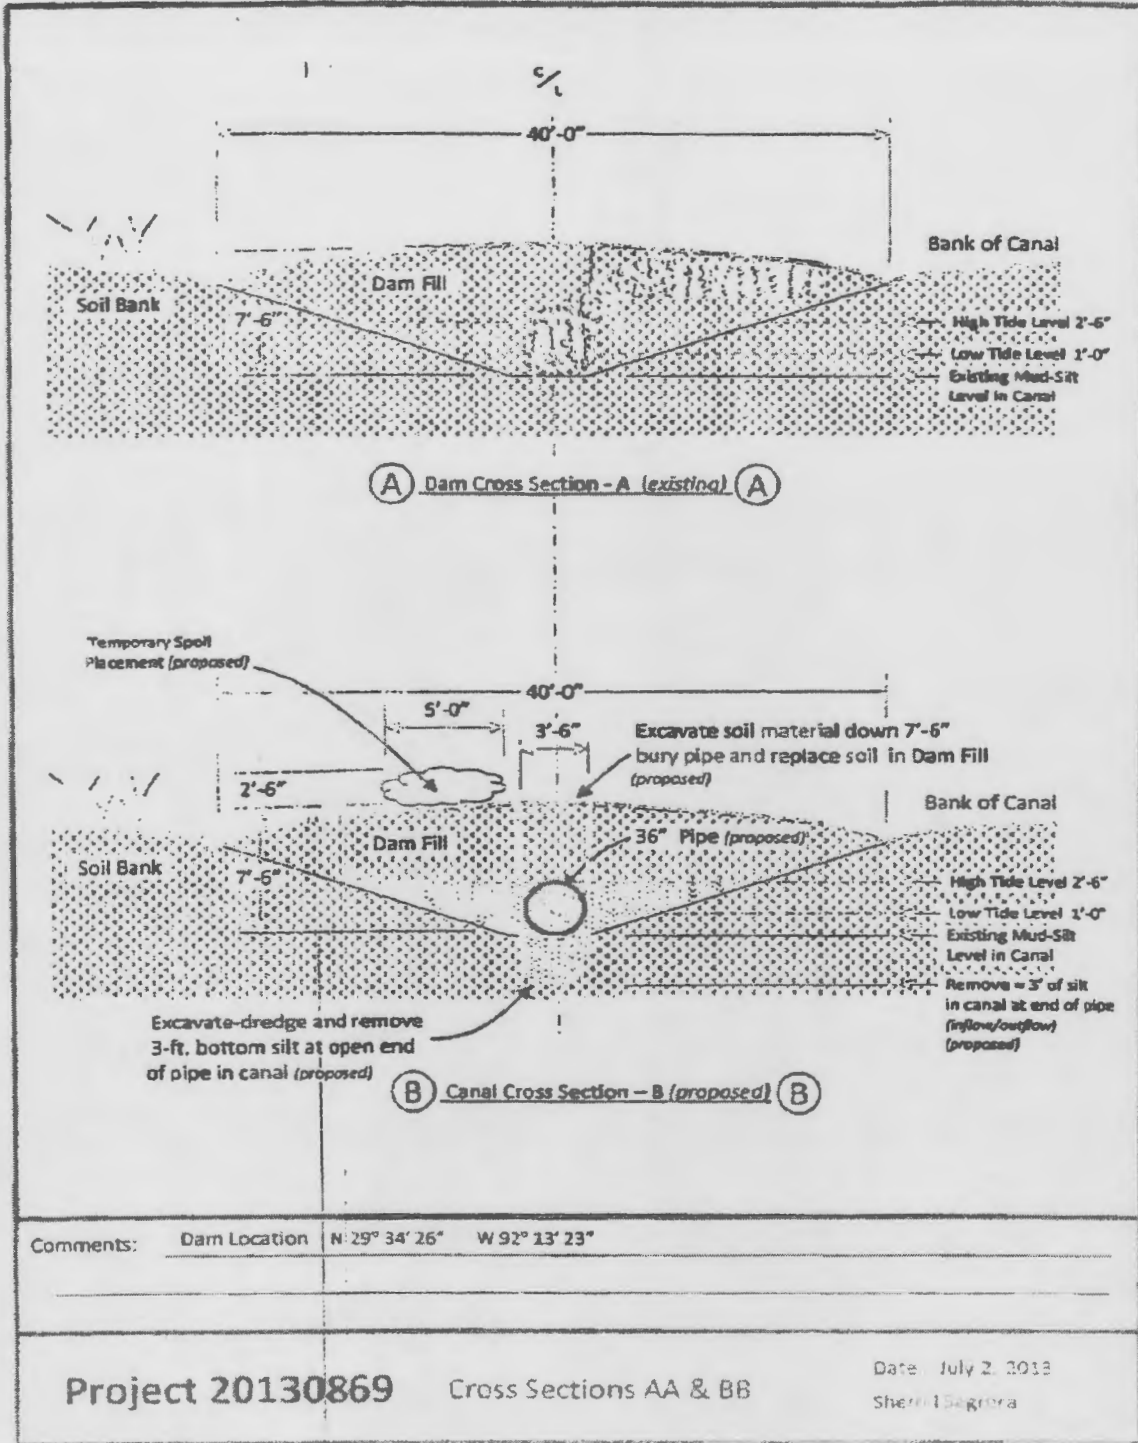 C/L
40'-0"
Bank of Canal
Dam Fill
Soil Bank
7'-6"
High Tide Level 2'-6"
Low Tide Level 1'-0"
Existing Mud-Silt
Level in Canal
A Dam Cross Section - A (existing) A
Temporary Spoil
Placement (proposed)
40'-0"
5'-0"
3'-6"
Excavate soil material down 7'-6"
bury pipe and replace soil in Dam Fill
(proposed)
2'-6"
Bank of Canal
36" Pipe (proposed)
Dam Fill
Soil Bank
7'-6"
High Tide Level 2'-6"
Low Tide Level 1'-0"
Existing Mud-Silt
Level in Canal
Remove ≈ 3' of silt
in canal at end of pipe
(inflow/outflow)
(proposed)
Excavate-dredge and remove
3-ft. bottom silt at open end
of pipe in canal (proposed)
B Canal Cross Section – B (proposed) B
Comments: Dam Location N 29° 34' 26" W 92° 13' 23"
Project 20130869 Cross Sections AA & BB
Date: July 2, 2013